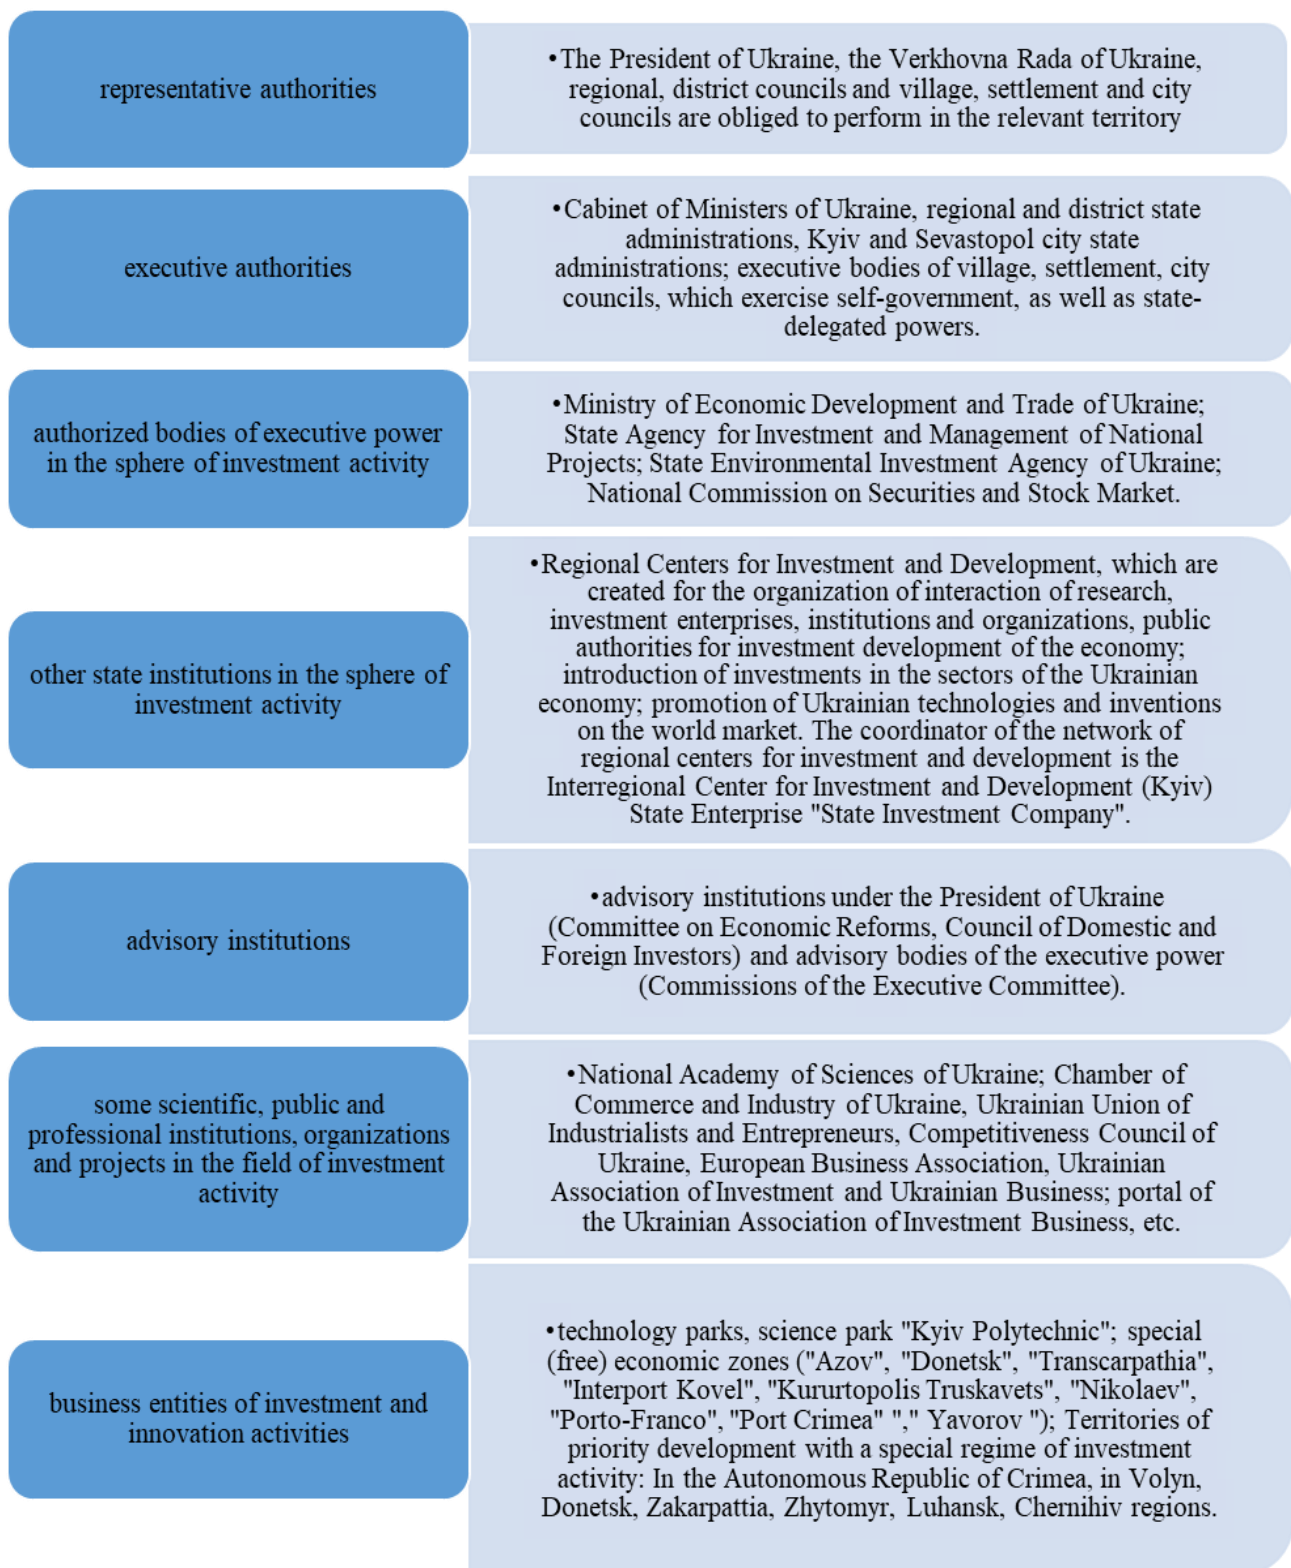 representative authorities
•The President of Ukraine, the Verkhovna Rada of Ukraine,
regional, district councils and village, settlement and city
councils are obliged to perform in the relevant territory
executive authorities
•Cabinet of Ministers of Ukraine, regional and district state
administrations, Kyiv and Sevastopol city state
administrations; executive bodies of village, settlement, city
councils, which exercise self-government, as well as state-
delegated powers.
authorized bodies of executive power
in the sphere of investment activity
•Ministry of Economic Development and Trade of Ukraine;
State Agency for Investment and Management of National
Projects; State Environmental Investment Agency of Ukraine;
National Commission on Securities and Stock Market.
other state institutions in the sphere of
investment activity
•Regional Centers for Investment and Development, which are
created for the organization of interaction of research,
investment enterprises, institutions and organizations, public
authorities for investment development of the economy;
introduction of investments in the sectors of the Ukrainian
economy; promotion of Ukrainian technologies and inventions
on the world market. The coordinator of the network of
regional centers for investment and development is the
Interregional Center for Investment and Development (Kyiv)
State Enterprise "State Investment Company".
advisory institutions
•advisory institutions under the President of Ukraine
(Committee on Economic Reforms, Council of Domestic and
Foreign Investors) and advisory bodies of the executive power
(Commissions of the Executive Committee).
some scientific, public and
professional institutions, organizations
and projects in the field of investment
activity
•National Academy of Sciences of Ukraine; Chamber of
Commerce and Industry of Ukraine, Ukrainian Union of
Industrialists and Entrepreneurs, Competitiveness Council of
Ukraine, European Business Association, Ukrainian
Association of Investment and Ukrainian Business; portal of
the Ukrainian Association of Investment Business, etc.
business entities of investment and
innovation activities
•technology parks, science park "Kyiv Polytechnic"; special
(free) economic zones ("Azov", "Donetsk", "Transcarpathia",
"Interport Kovel", "Kururtopolis Truskavets", "Nikolaev",
"Porto-Franco", "Port Crimea" "," Yavorov "); Territories of
priority development with a special regime of investment
activity: In the Autonomous Republic of Crimea, in Volyn,
Donetsk, Zakarpattia, Zhytomyr, Luhansk, Chernihiv regions.